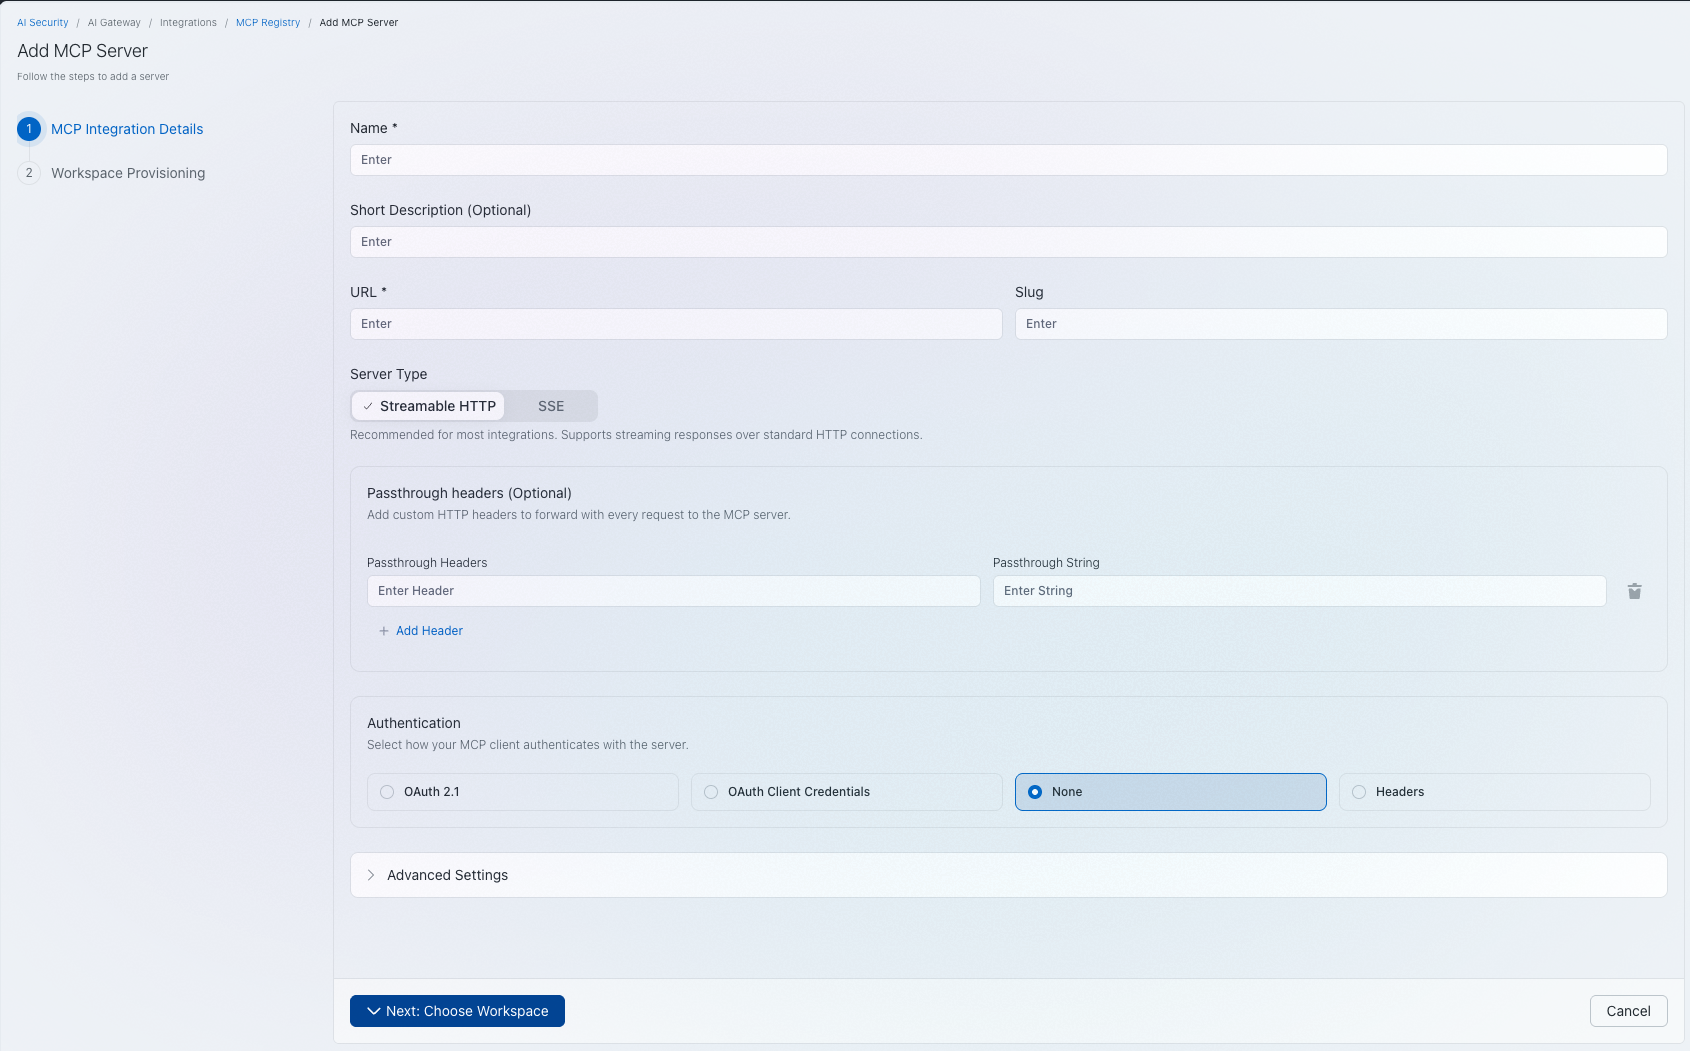 AI Security / AI Gateway / Integrations / MCP Registry / Add MCP Server
Add MCP Server
Follow the steps to add a server
1 MCP Integration Details
2 Workspace Provisioning
Name *
Enter
Short Description (Optional)
Enter
URL * Slug
Enter Enter
Server Type
Streamable HTTP SSE
Recommended for most integrations. Supports streaming responses over standard HTTP connections.
Passthrough headers (Optional)
Add custom HTTP headers to forward with every request to the MCP server.
Passthrough Headers Passthrough String
Enter Header Enter String
+ Add Header
Authentication
Select how your MCP client authenticates with the server.
OAuth 2.1 OAuth Client Credentials None Headers
Advanced Settings
Next: Choose Workspace Cancel